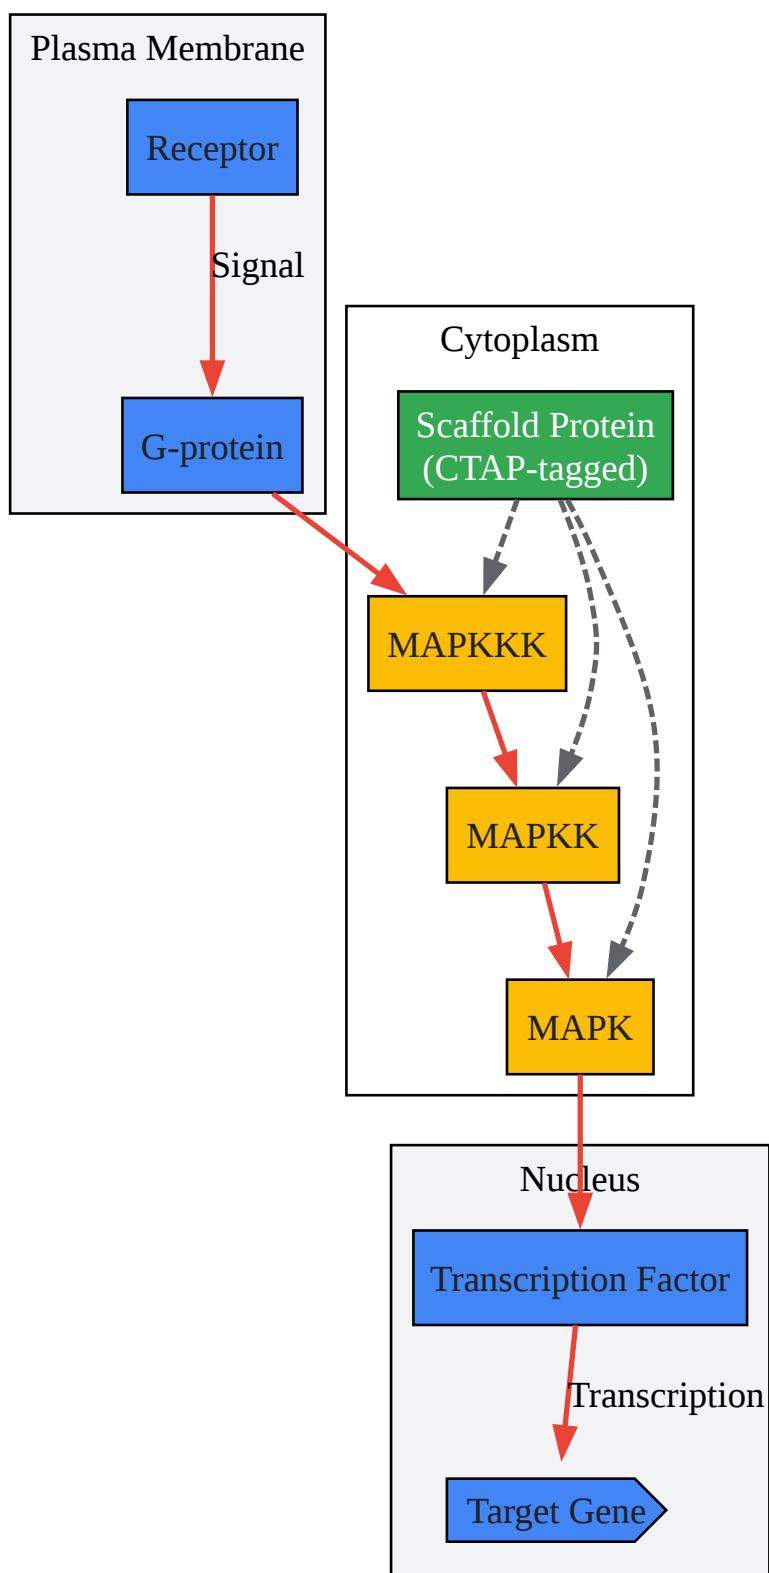 Plasma Membrane
Receptor
Signal
G-protein
Cytoplasm
Scaffold Protein
(CTAP-tagged)
MAPKKK
MAPKK
MAPK
Nucleus
Transcription Factor
Transcription
Target Gene